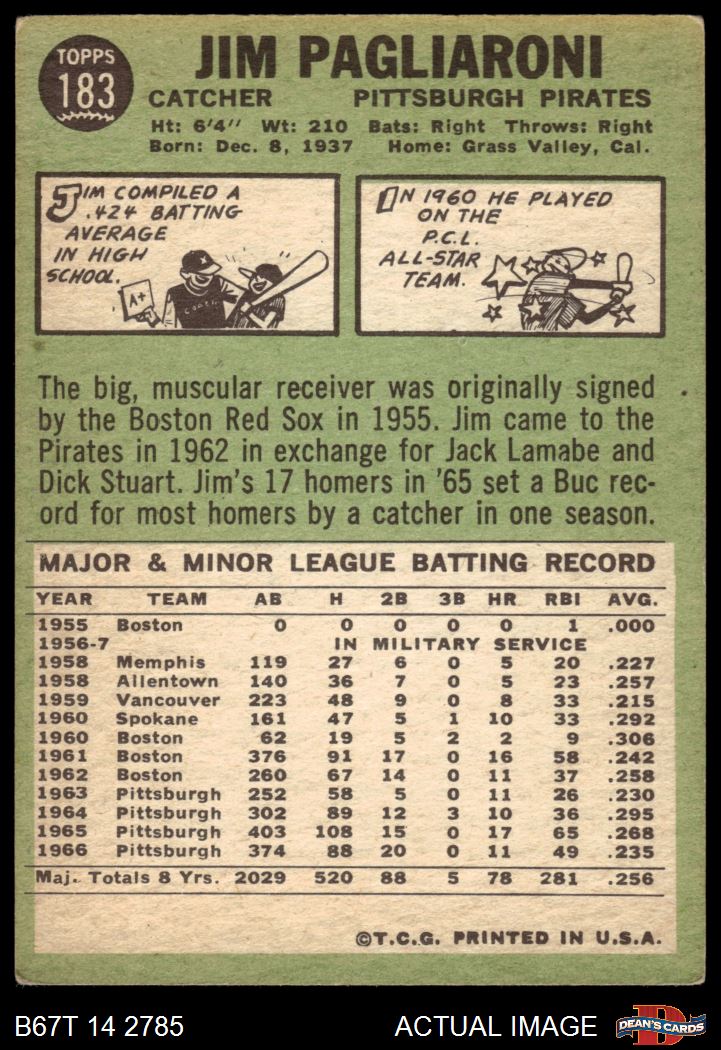 TOPPS
183
JIM PAGLIARONI
CATCHER PITTSBURGH PIRATES
Ht: 6'4" Wt: 210 Bats: Right Throws: Right
Born: Dec. 8, 1937 Home: Grass Valley, Cal.
JIM COMPILED A
.424 BATTING
AVERAGE
IN HIGH
SCHOOL.
A+
COACH
IN 1960 HE PLAYED
ON THE
P.C.L.
ALL-STAR
TEAM.
The big, muscular receiver was originally signed
by the Boston Red Sox in 1955. Jim came to the
Pirates in 1962 in exchange for Jack Lamabe and
Dick Stuart. Jim's 17 homers in '65 set a Buc rec-
ord for most homers by a catcher in one season.
MAJOR & MINOR LEAGUE BATTING RECORD
YEAR TEAM AB H 2B 3B HR RBI AVG.
1955 Boston 0 0 0 0 0 1 .000
1956-7 IN MILITARY SERVICE
1958 Memphis 119 27 6 0 5 20 .227
1958 Allentown 140 36 7 0 5 23 .257
1959 Vancouver 223 48 9 0 8 33 .215
1960 Spokane 161 47 5 1 10 33 .292
1960 Boston 62 19 5 2 2 9 .306
1961 Boston 376 91 17 0 16 58 .242
1962 Boston 260 67 14 0 11 37 .258
1963 Pittsburgh 252 58 5 0 11 26 .230
1964 Pittsburgh 302 89 12 3 10 36 .295
1965 Pittsburgh 403 108 15 0 17 65 .268
1966 Pittsburgh 374 88 20 0 11 49 .235
Maj. Totals 8 Yrs. 2029 520 88 5 78 281 .256
©T.C.G. PRINTED IN U.S.A.
B67T 14 2785 ACTUAL IMAGE
D
DEAN'S CARDS